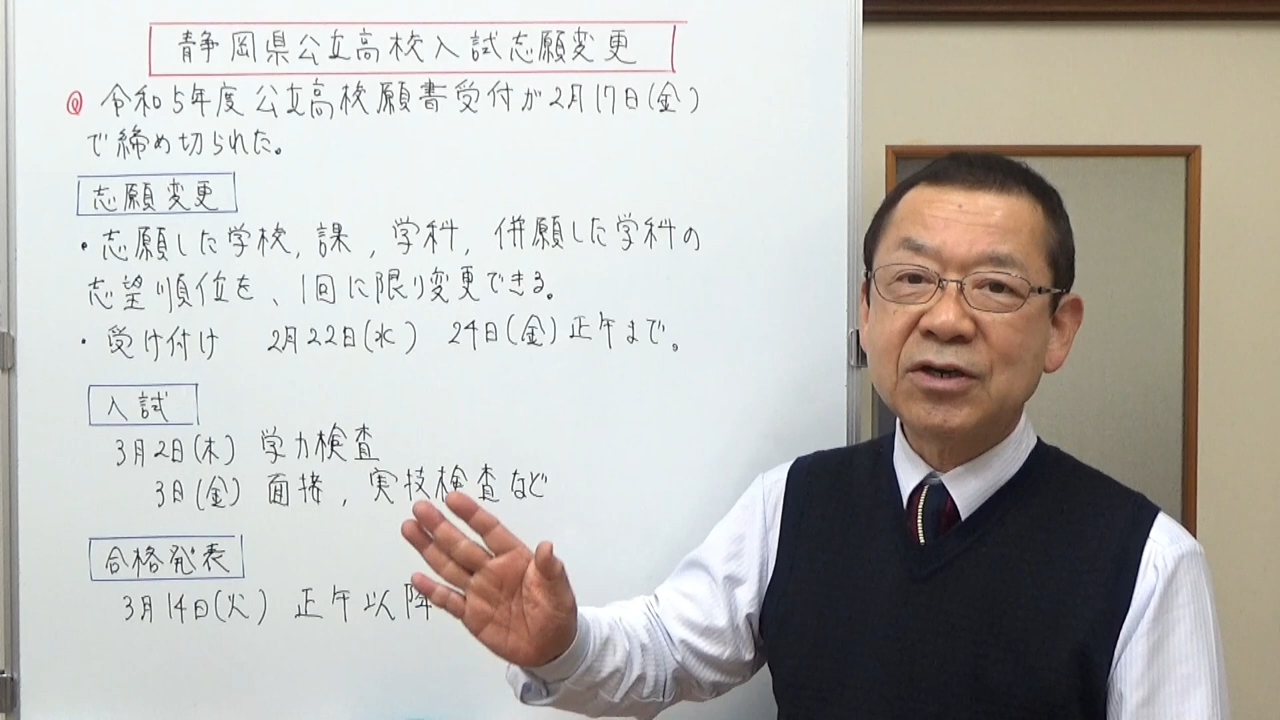 静岡県公立高校入試志願変更
◎ 令和5年度公立高校願書受付が2月17日(金)
で締め切られた。
志願変更
・志願した学校, 課, 学科, 併願した学科の
志望順位を、1回に限り変更できる。
・受け付け 2月22日(水) 24日(金)正午まで。
入試
3月2日(木) 学力検査
3日(金) 面接, 実技検査など
合格発表
3月14日(火) 正午以降